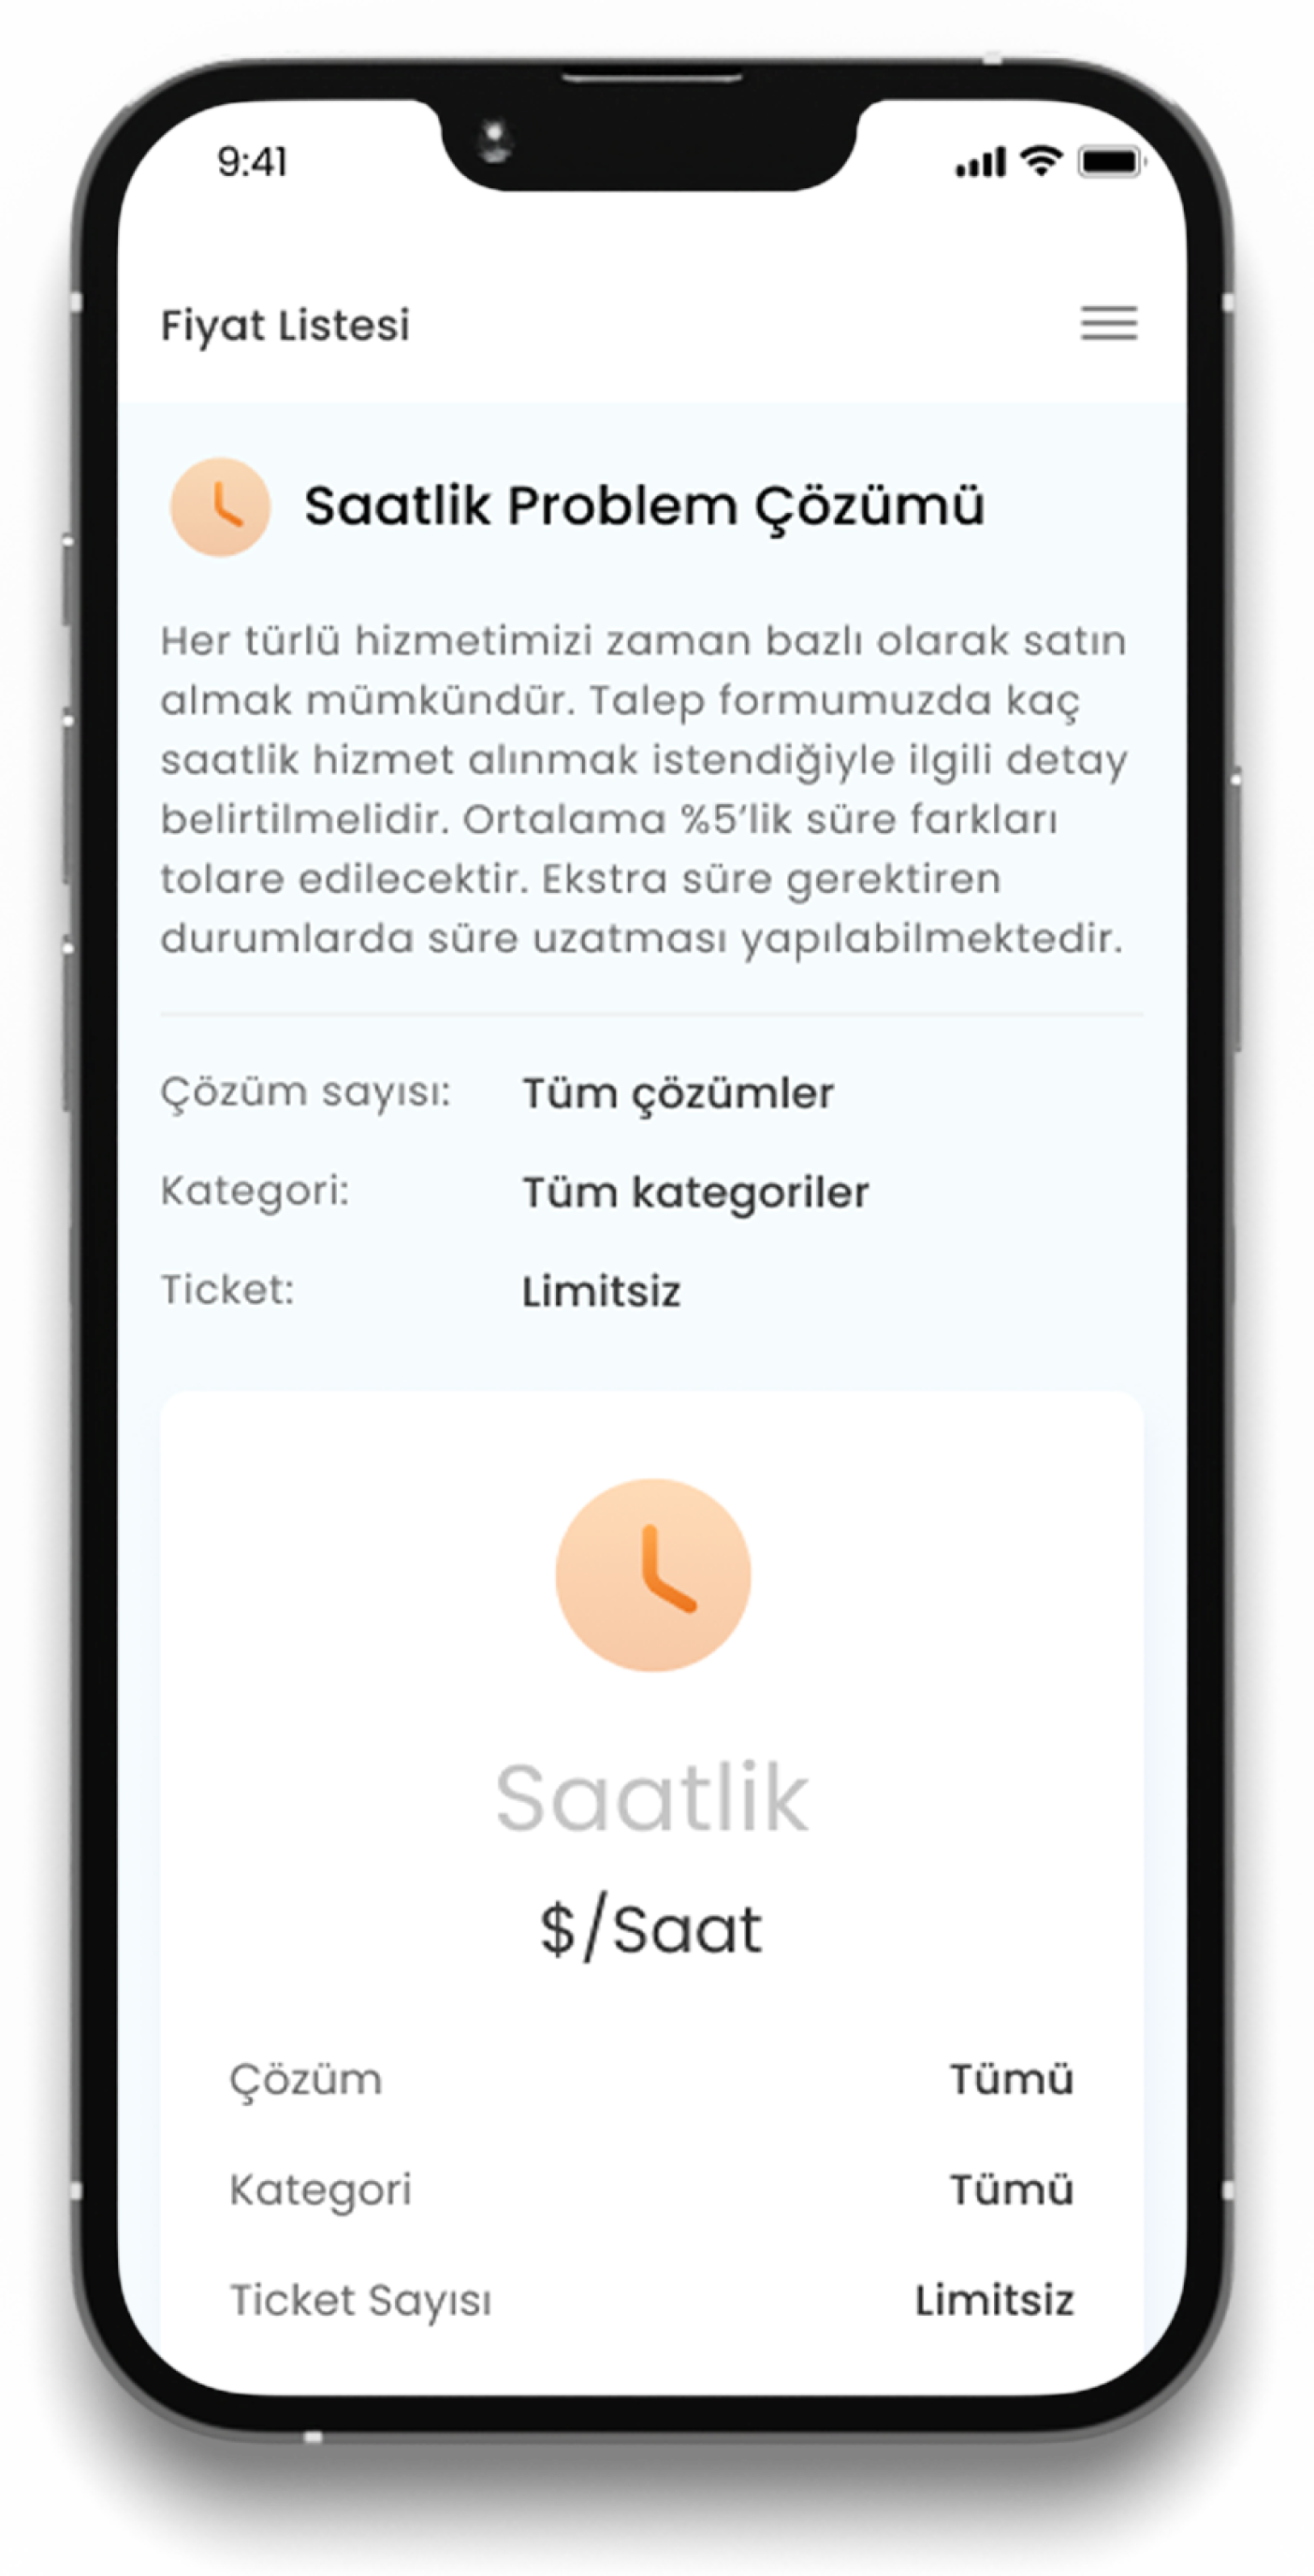 9:41
Fiyat Listesi
Saatlik Problem Çözümü
Her türlü hizmetimizi zaman bazlı olarak satın
almak mümkündür. Talep formumuzda kaç
saatlik hizmet alınmak istendiğiyle ilgili detay
belirtilmelidir. Ortalama %5’lik süre farkları
tolare edilecektir. Ekstra süre gerektiren
durumlarda süre uzatması yapılabilmektedir.
Çözüm sayısı: Tüm çözümler
Kategori: Tüm kategoriler
Ticket: Limitsiz
Saatlik
$/Saat
Çözüm Tümü
Kategori Tümü
Ticket Sayısı Limitsiz